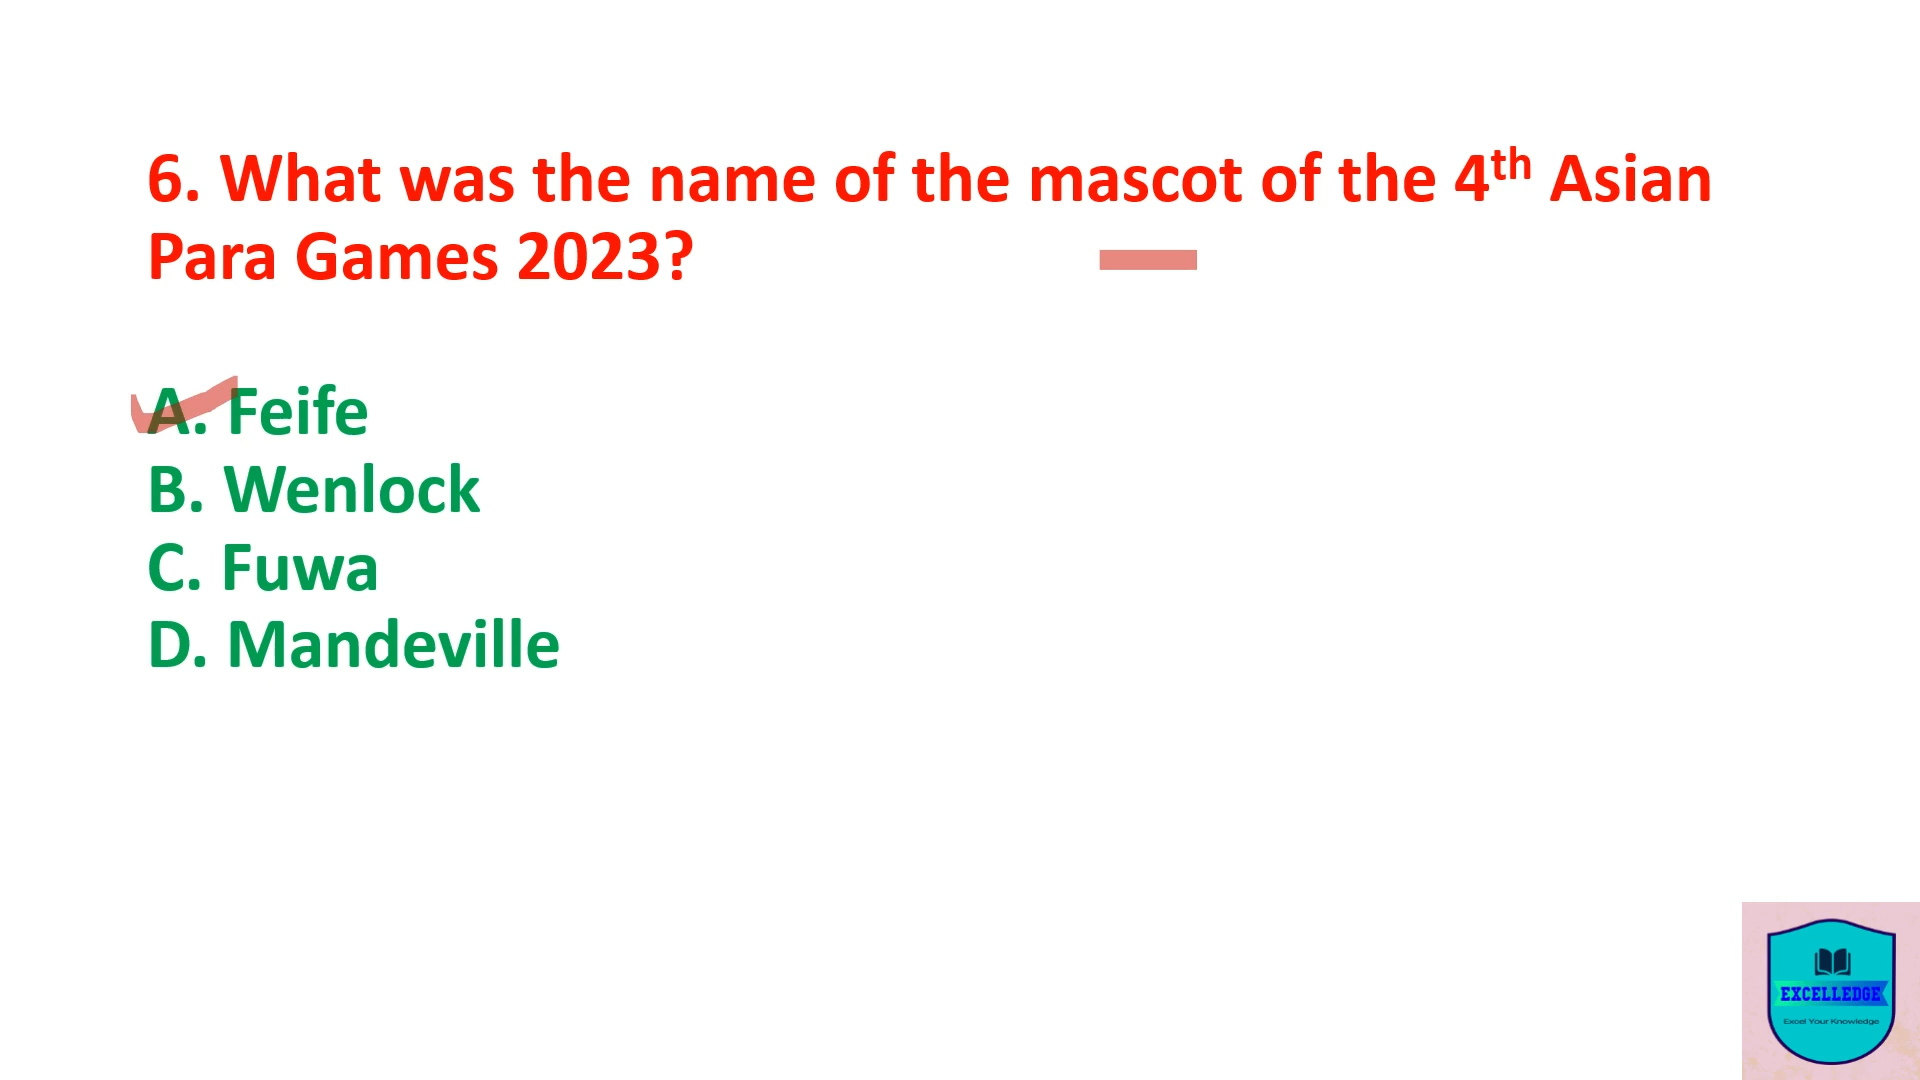 6. What was the name of the mascot of the 4th Asian
Para Games 2023?
A. Feife
B. Wenlock
C. Fuwa
D. Mandeville
EXCELLEDGE
Excel Your Knowledge